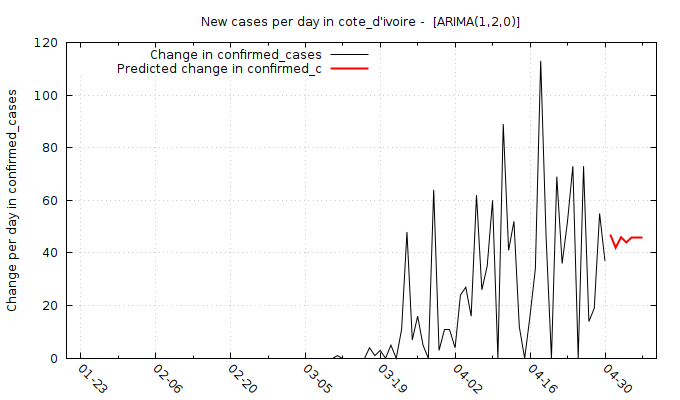 New cases per day in cote_d'ivoire -  [ARIMA(1,2,0)]
Change in confirmed_cases
Predicted change in confirmed_c
Change per day in confirmed_cases
120
100
80
60
40
20
0
01-23 02-06 02-20 03-05 03-19 04-02 04-16 04-30